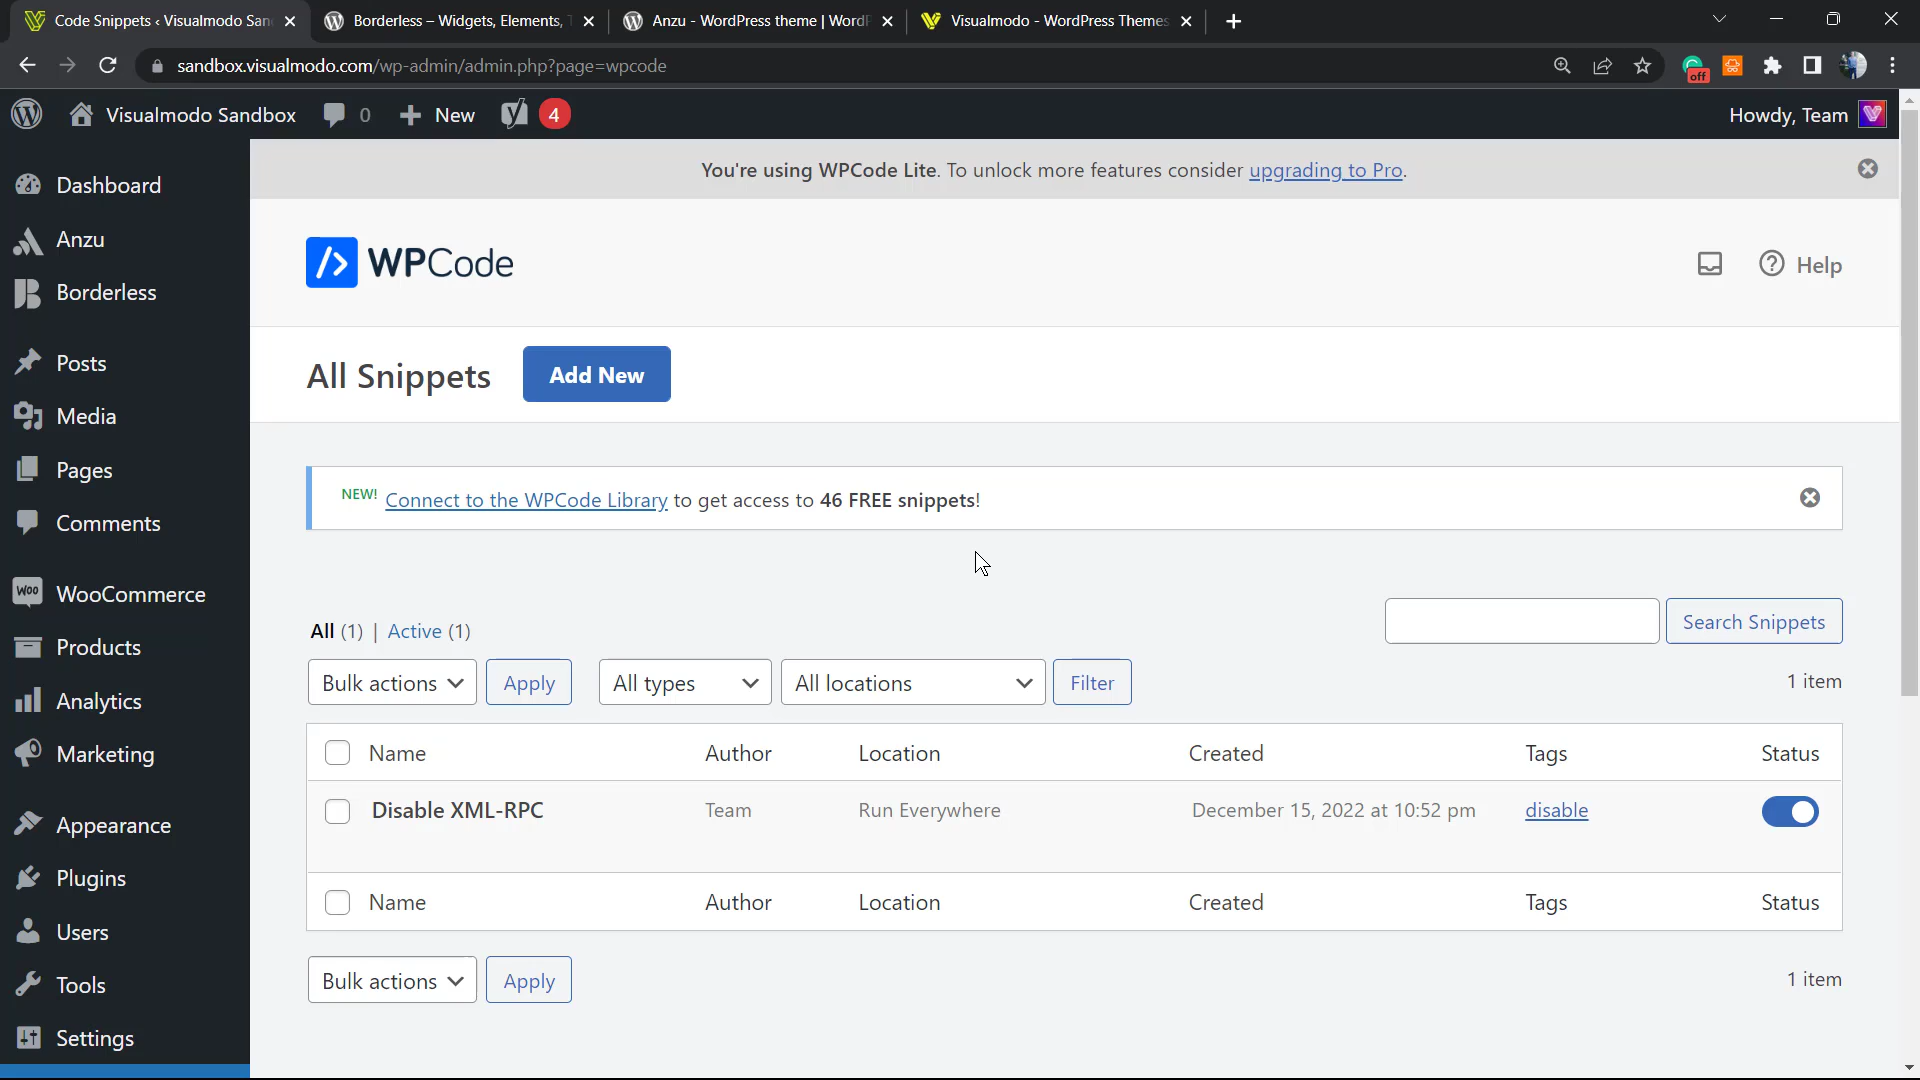 Code Snippets ‹ Visualmodo San
Borderless – Widgets, Elements, T
Anzu - WordPress theme | WordP
Visualmodo - WordPress Themes
sandbox.visualmodo.com/wp-admin/admin.php?page=wpcode
off
Visualmodo Sandbox
0
New
4
Howdy, Team
Dashboard
Anzu
Borderless
Posts
Media
Pages
Comments
WOO
WooCommerce
Products
Analytics
Marketing
Appearance
Plugins
Users
Tools
Settings
You're using WPCode Lite. To unlock more features consider upgrading to Pro.
WPCode
Help
All Snippets
Add New
NEW! Connect to the WPCode Library to get access to 46 FREE snippets!
All (1) | Active (1)
Search Snippets
Bulk actions
Apply
All types
All locations
Filter
1 item
Name Author Location Created Tags Status
Disable XML-RPC Team Run Everywhere December 15, 2022 at 10:52 pm disable
Name Author Location Created Tags Status
Bulk actions
Apply
1 item